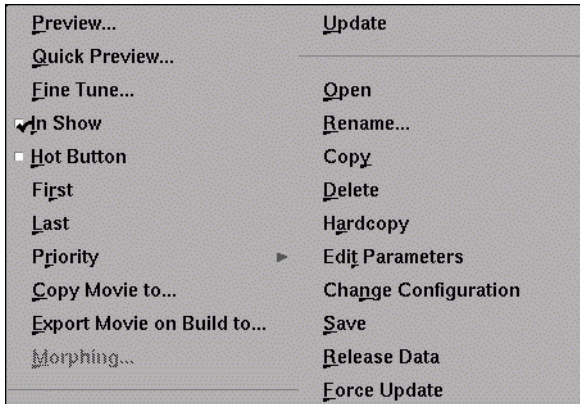 Preview...
Quick Preview...
Fine Tune...
In Show
Hot Button
First
Last
Priority
Copy Movie to...
Export Movie on Build to...
Morphing...
Update
Open
Rename...
Copy
Delete
Hardcopy
Edit Parameters
Change Configuration
Save
Release Data
Force Update